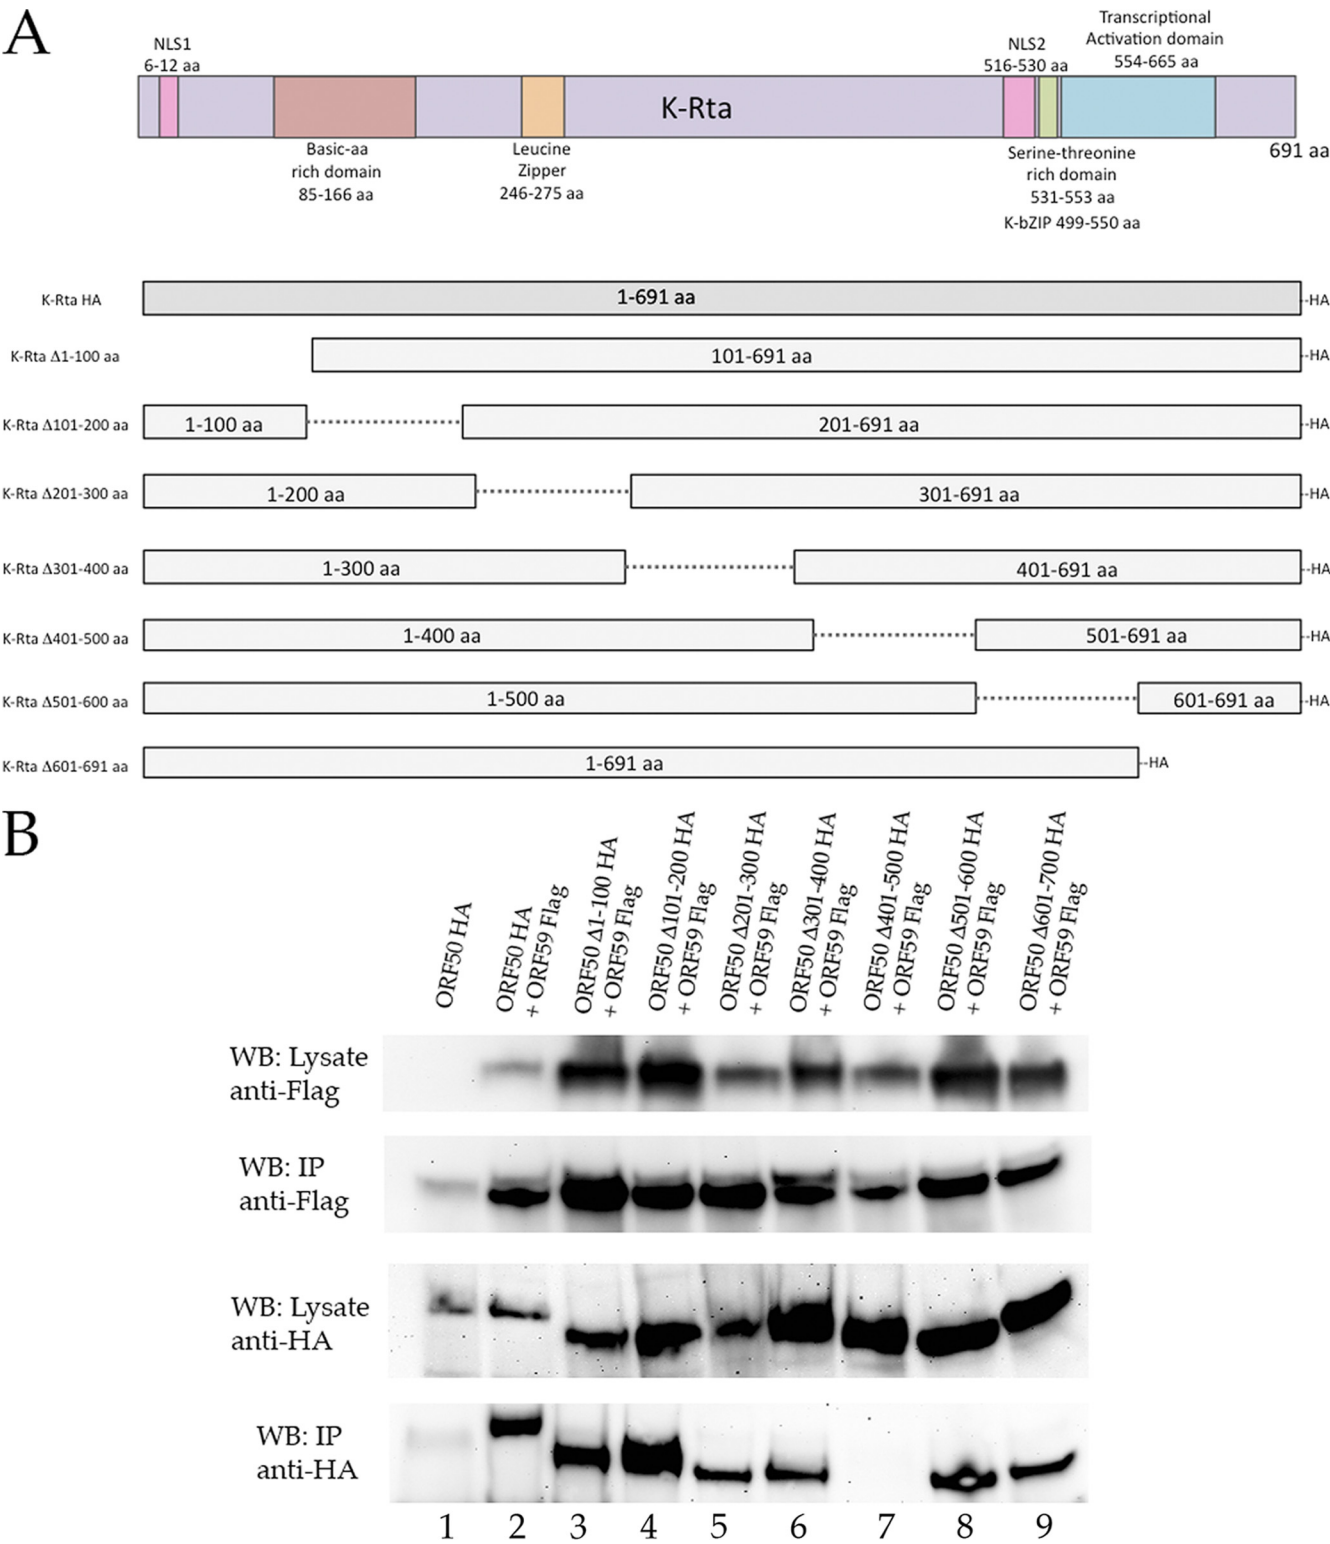 A
NLS1
6-12 aa
NLS2
516-530 aa
Transcriptional
Activation domain
554-665 aa
K-Rta
691 aa
Basic-aa
rich domain
85-166 aa
Leucine
Zipper
246-275 aa
Serine-threonine
rich domain
531-553 aa
K-bZIP 499-550 aa
K-Rta HA 1-691 aa -HA
K-Rta Δ1-100 aa 101-691 aa -HA
K-Rta Δ101-200 aa 1-100 aa 201-691 aa -HA
K-Rta Δ201-300 aa 1-200 aa 301-691 aa -HA
K-Rta Δ301-400 aa 1-300 aa 401-691 aa -HA
K-Rta Δ401-500 aa 1-400 aa 501-691 aa -HA
K-Rta Δ501-600 aa 1-500 aa 601-691 aa -HA
K-Rta Δ601-691 aa 1-691 aa -HA
B
ORF50 HA
ORF50 HA
+ ORF59 Flag
ORF50 Δ1-100 HA
+ ORF59 Flag
ORF50 Δ101-200 HA
+ ORF59 Flag
ORF50 Δ201-300 HA
+ ORF59 Flag
ORF50 Δ301-400 HA
+ ORF59 Flag
ORF50 Δ401-500 HA
+ ORF59 Flag
ORF50 Δ501-600 HA
+ ORF59 Flag
ORF50 Δ601-700 HA
+ ORF59 Flag
WB: Lysate
anti-Flag
WB: IP
anti-Flag
WB: Lysate
anti-HA
WB: IP
anti-HA
1 2 3 4 5 6 7 8 9